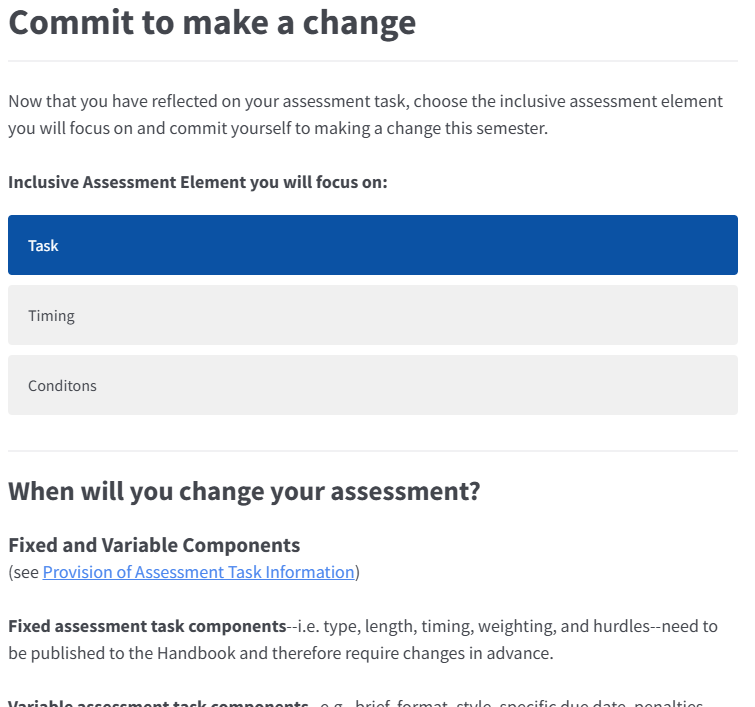 Commit to make a change
Now that you have reflected on your assessment task, choose the inclusive assessment element
you will focus on and commit yourself to making a change this semester.
Inclusive Assessment Element you will focus on:
Task
Timing
Conditons
When will you change your assessment?
Fixed and Variable Components
(see Provision of Assessment Task Information)
Fixed assessment task components--i.e. type, length, timing, weighting, and hurdles--need to
be published to the Handbook and therefore require changes in advance.
Variable assessment task components--e.g., brief, format, style, specific due date, penalties